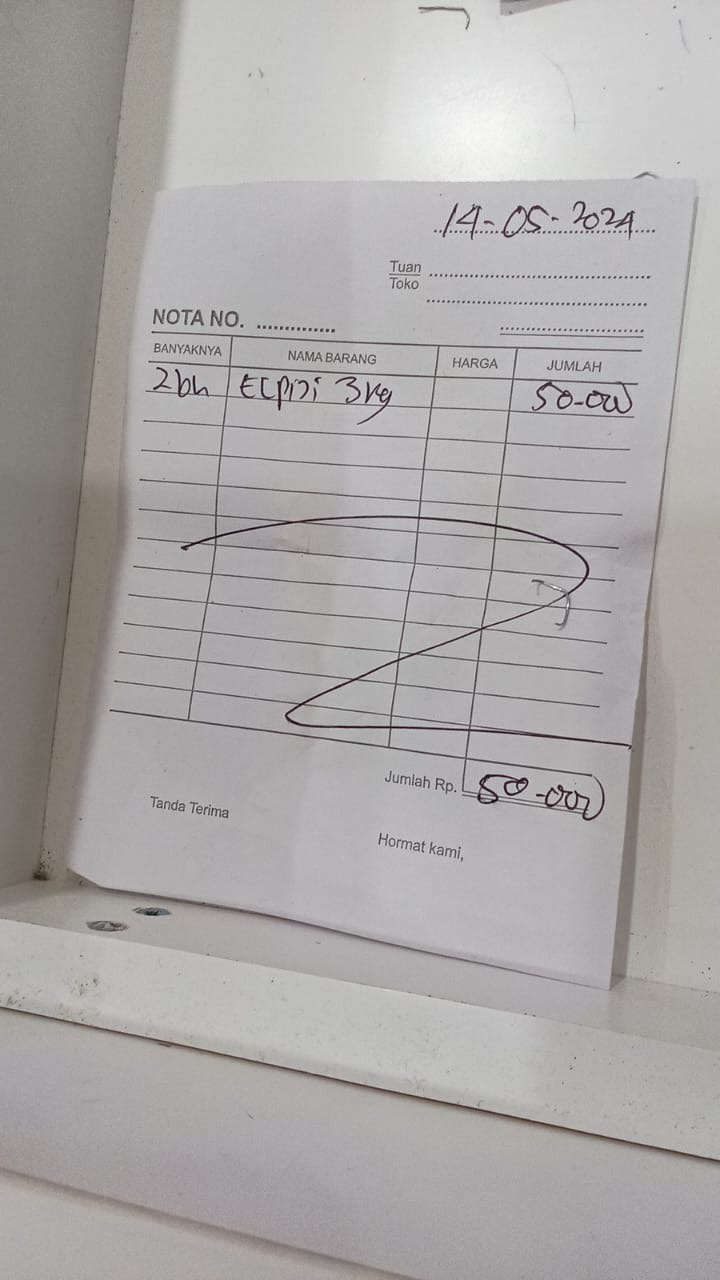 14-05-2024
Tuan
Toko
NOTA NO.
BANYAKNYA NAMA BARANG HARGA JUMLAH
2bh ELpiJi 3kg 50-000
Jumlah Rp. 50-000
Tanda Terima
Hormat kami,